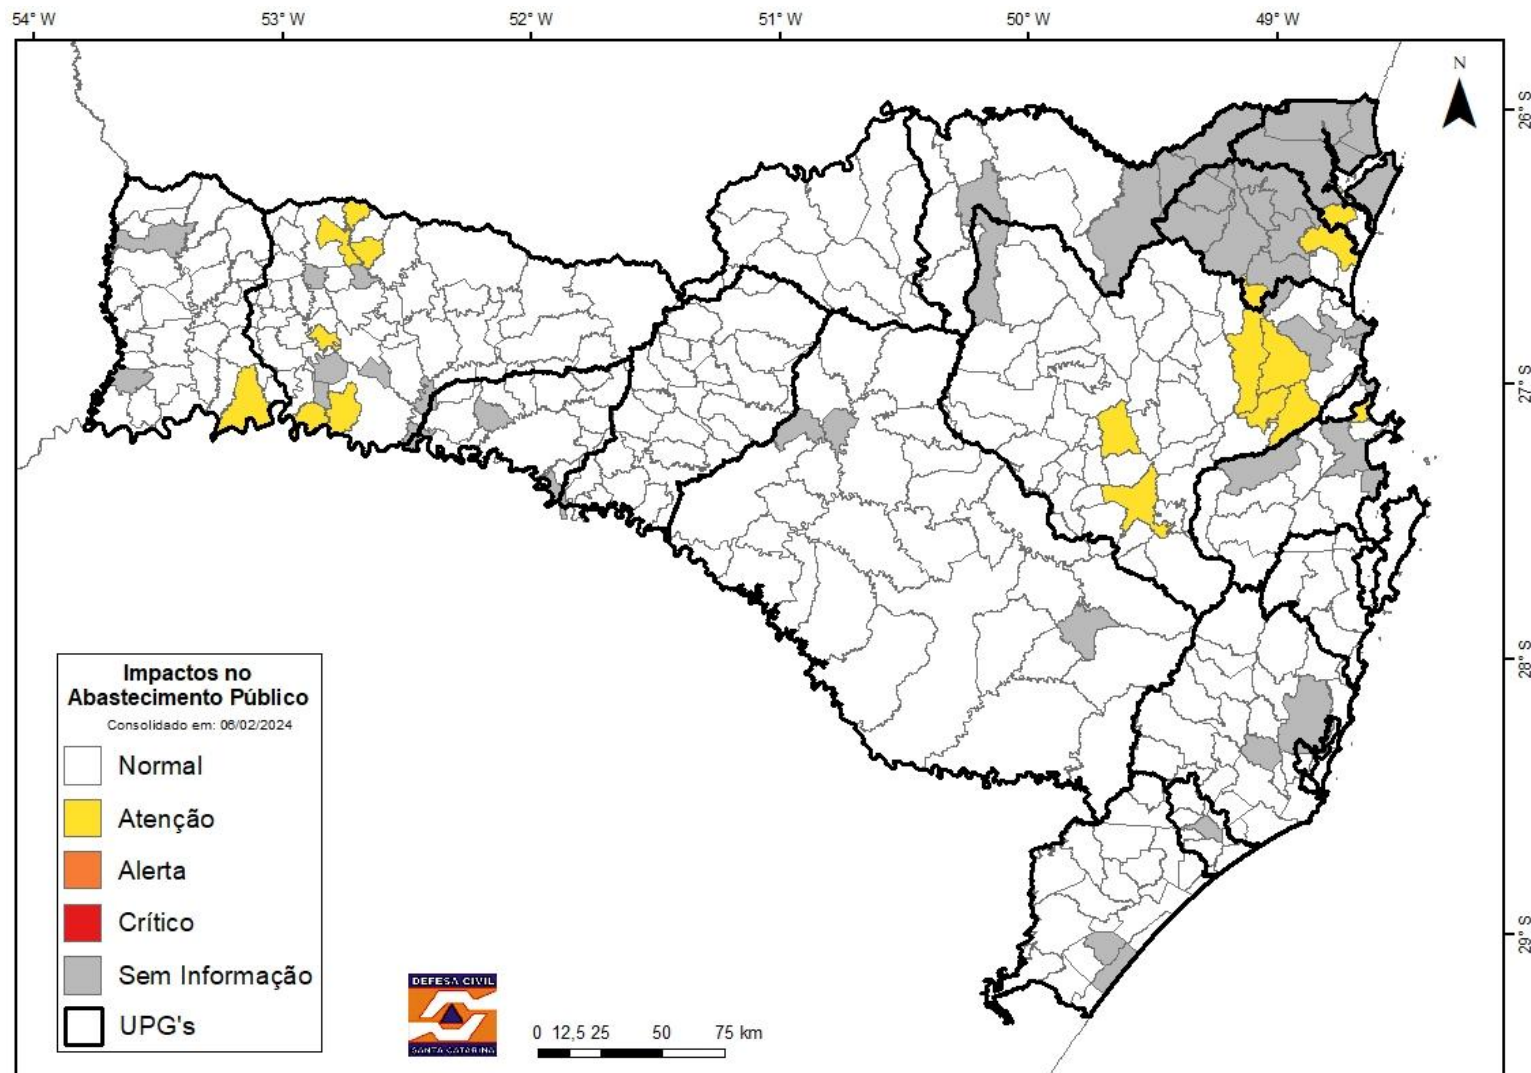 54° W 53° W 52° W 51° W 50° W 49° W
N
26° S
27° S
28° S
29° S
Impactos no
Abastecimento Público
Consolidado em: 06/02/2024
Normal
Atenção
Alerta
Crítico
Sem Informação
UPG's
DEFESA CIVIL
SANTA CATARINA
0 12,5 25 50 75 km